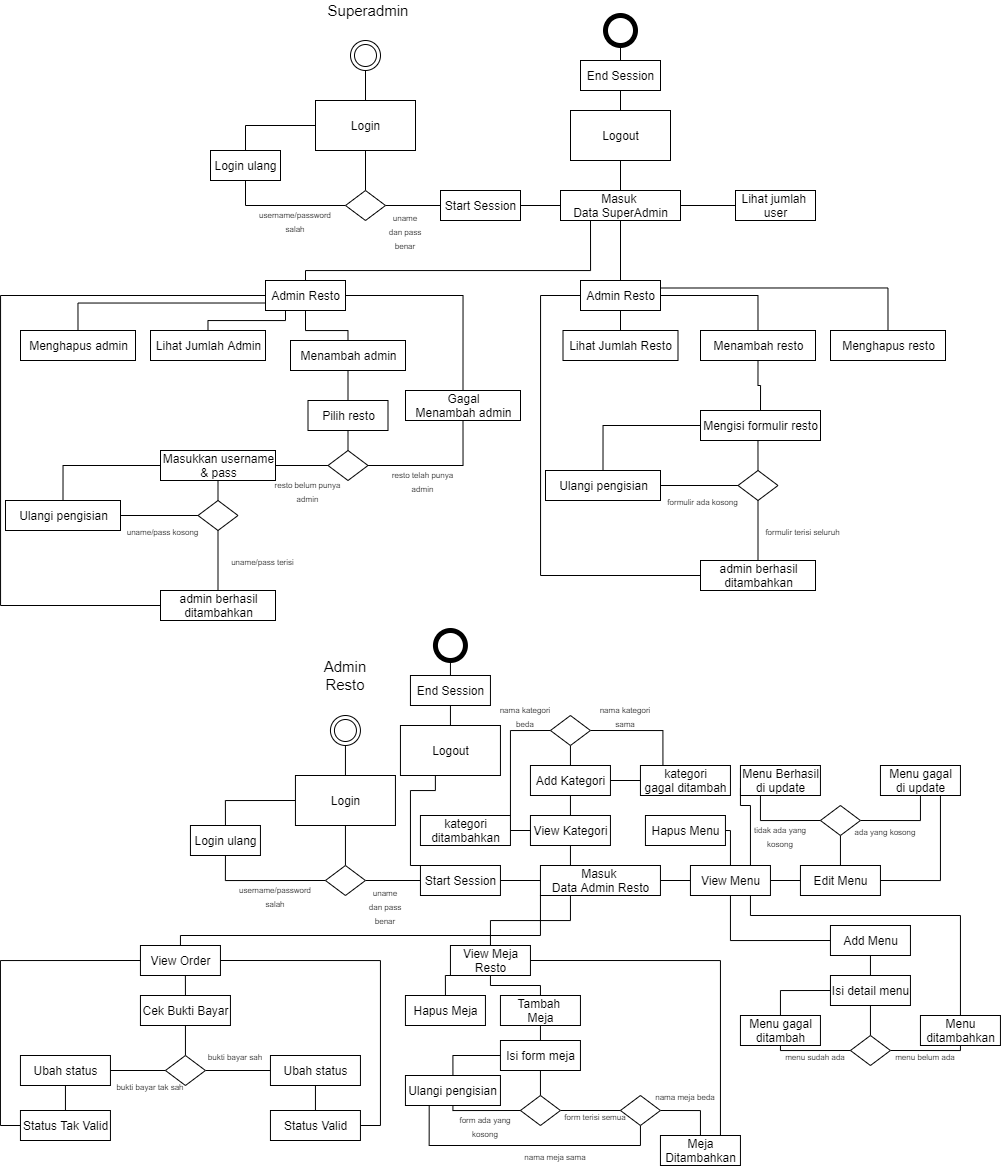 Superadmin
End Session
Login
Logout
Login ulang
Start Session
Masuk
Data SuperAdmin
Lihat jumlah
user
username/password
salah
uname
dan pass
benar
Admin Resto
Admin Resto
Menghapus admin
Lihat Jumlah Admin
Menambah admin
Lihat Jumlah Resto
Menambah resto
Menghapus resto
Pilih resto
Gagal
Menambah admin
Mengisi formulir resto
Masukkan username
& pass
resto belum punya
admin
resto telah punya
admin
Ulangi pengisian
formulir ada kosong
Ulangi pengisian
uname/pass kosong
formulir terisi seluruh
uname/pass terisi
admin berhasil
ditambahkan
admin berhasil
ditambahkan
Admin
Resto
End Session
nama kategori
beda
nama kategori
sama
Logout
Login
Add Kategori
kategori
gagal ditambah
Menu Berhasil
di update
Menu gagal
di update
Login ulang
kategori
ditambahkan
View Kategori
Hapus Menu
tidak ada yang
kosong
ada yang kosong
username/password
salah
uname
dan pass
benar
Start Session
Masuk
Data Admin Resto
View Menu
Edit Menu
View Order
View Meja
Resto
Add Menu
Cek Bukti Bayar
Hapus Meja
Tambah
Meja
Isi detail menu
Menu gagal
ditambah
Menu
ditambahkan
menu sudah ada
menu belum ada
Isi form meja
Ubah status
bukti bayar tak sah
bukti bayar sah
Ubah status
Ulangi pengisian
form ada yang
kosong
form terisi semua
nama meja beda
Status Tak Valid
Status Valid
nama meja sama
Meja
Ditambahkan